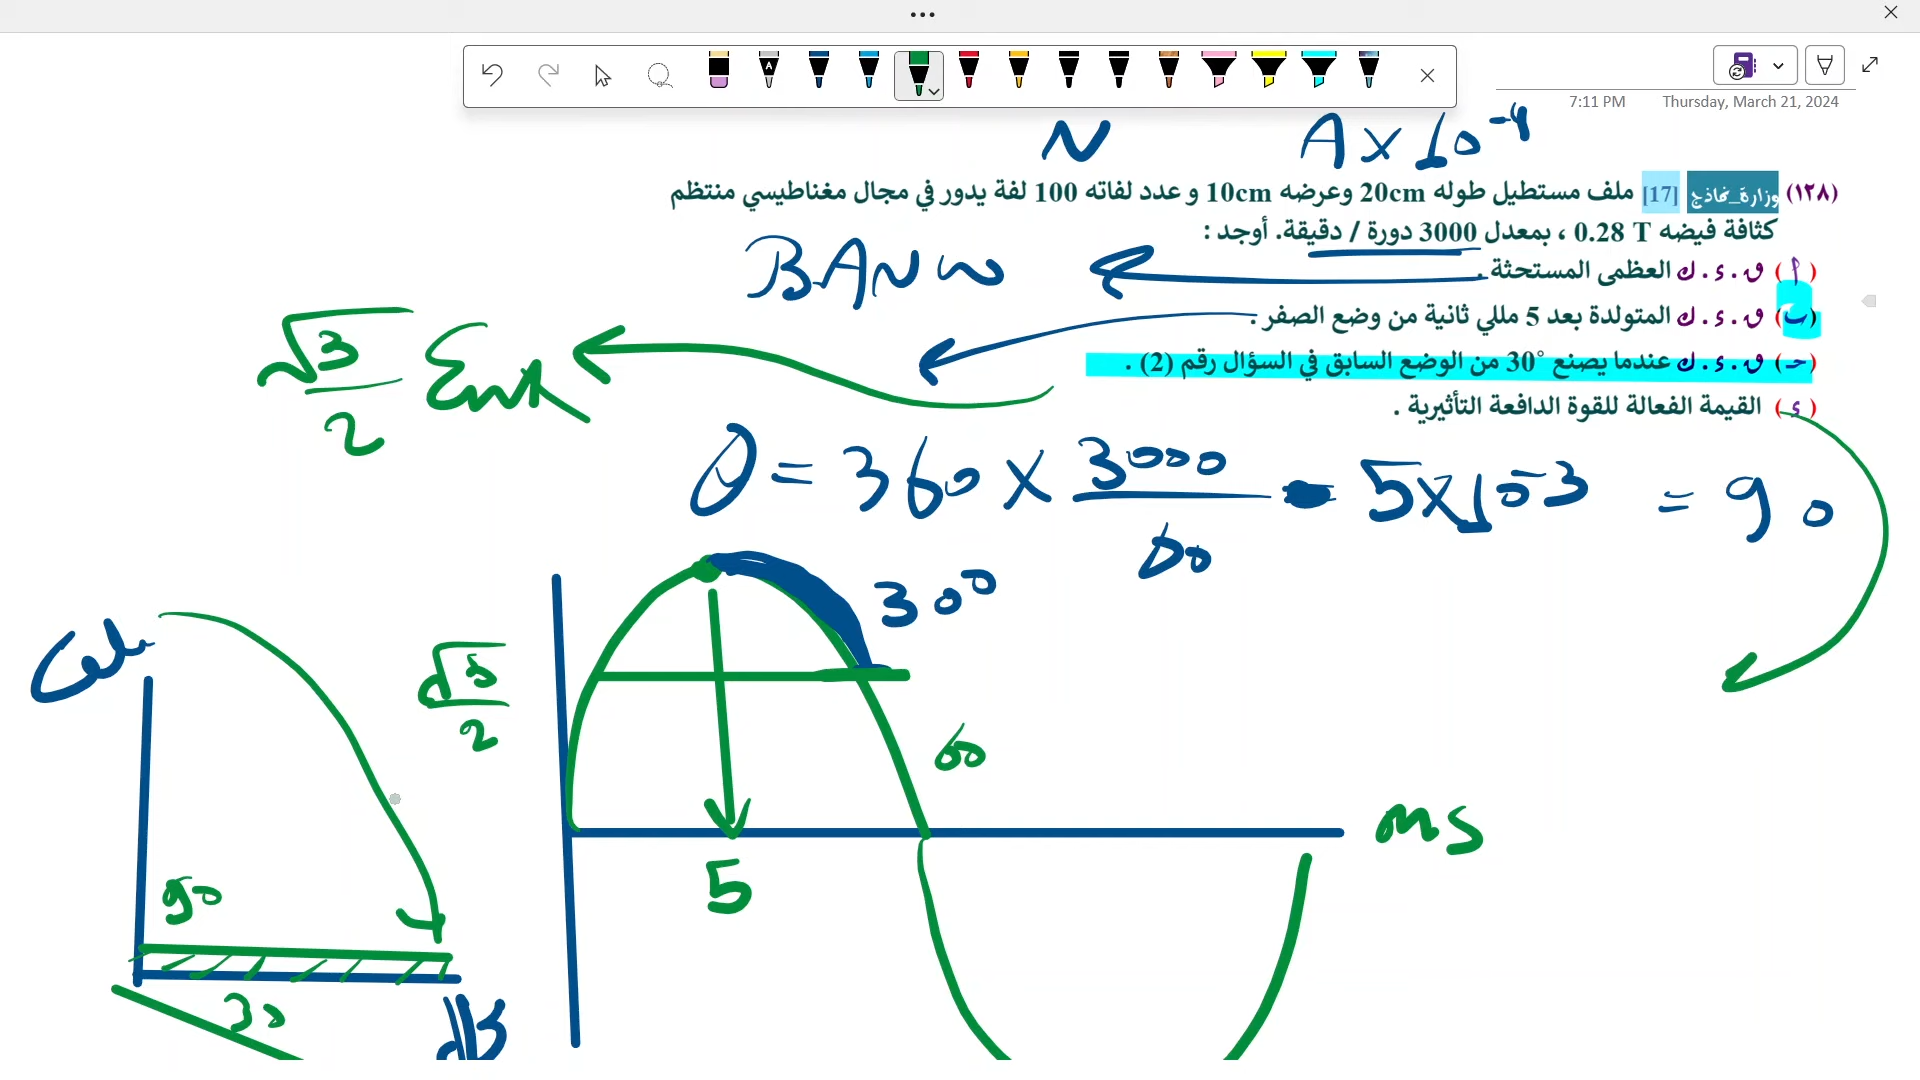 7:11 PM Thursday, March 21, 2024
N A × 10⁻⁴
(١٢٨) وزارة_نماذج [17] ملف مستطيل طوله 20cm وعرضه 10cm و عدد لفاته 100 لفة يدور في مجال مغناطيسي منتظم
كثافة فيضه 0.28 T ، بمعدل 3000 دورة / دقيقة. أوجد :
(أ) ق . ء . ك العظمى المستحثة .
BANW
(ب) ق . ء . ك المتولدة بعد 5 مللي ثانية من وضع الصفر .
(حـ) ق . ء . ك عندما يصنع 30° من الوضع السابق في السؤال رقم (2) .
√3/2
(ء) القيمة الفعالة للقوة الدافعة التأثيرية .
θ = 360 × 3000/60 5×10⁻³ = 90
30°
√3/2
60
ms
90
5
30